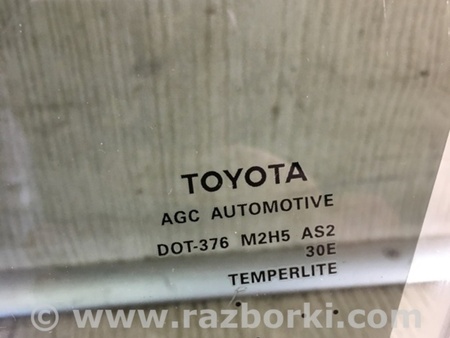 TOYOTA
AGC AUTOMOTIVE
DOT-376 M2H5 AS2
30E
TEMPERLITE
© www.razborki.com